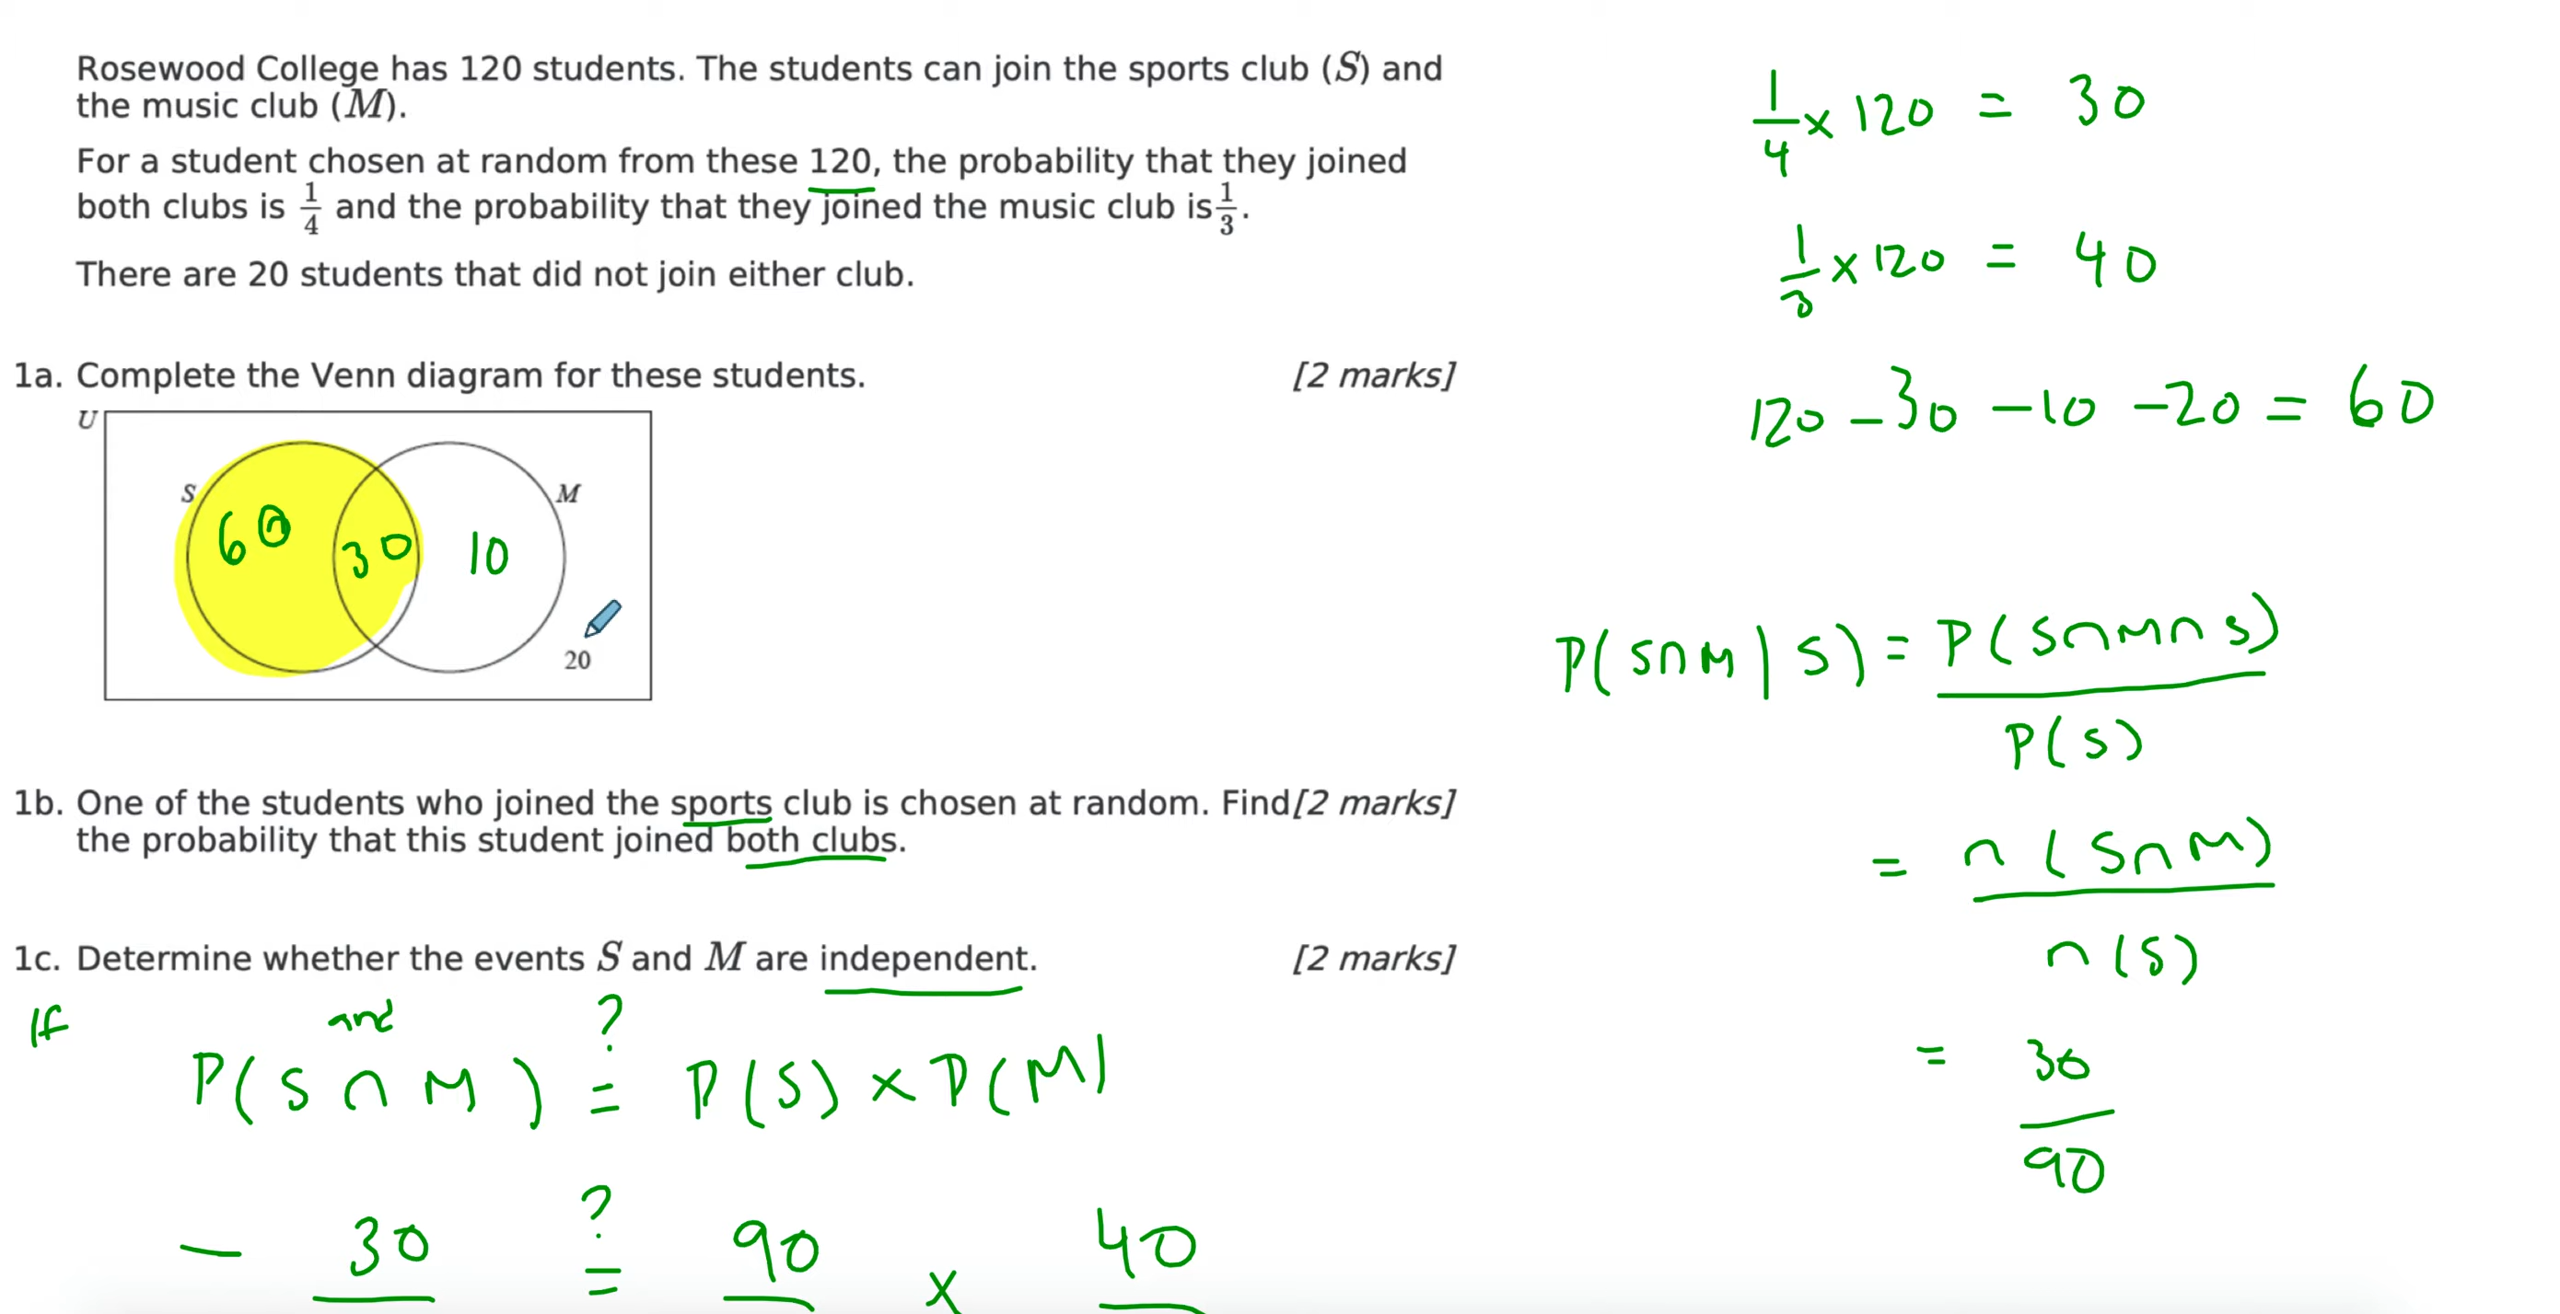 Rosewood College has 120 students. The students can join the sports club (S) and
the music club (M).
For a student chosen at random from these 120, the probability that they joined
both clubs is 1/4 and the probability that they joined the music club is 1/3.
There are 20 students that did not join either club.
1a. Complete the Venn diagram for these students. [2 marks]
U
S
M
60
30
10
20
1b. One of the students who joined the sports club is chosen at random. Find [2 marks]
the probability that this student joined both clubs.
1c. Determine whether the events S and M are independent. [2 marks]
If
and
?
P(S ∩ M) = P(S) × P(M)
?
— 30 = 90 × 40
1/4 × 120 = 30
1/3 × 120 = 40
120 – 30 – 10 – 20 = 60
P(S∩M | S) = P(S∩M∩S)
P(S)
= n(S∩M)
n(S)
= 30
90